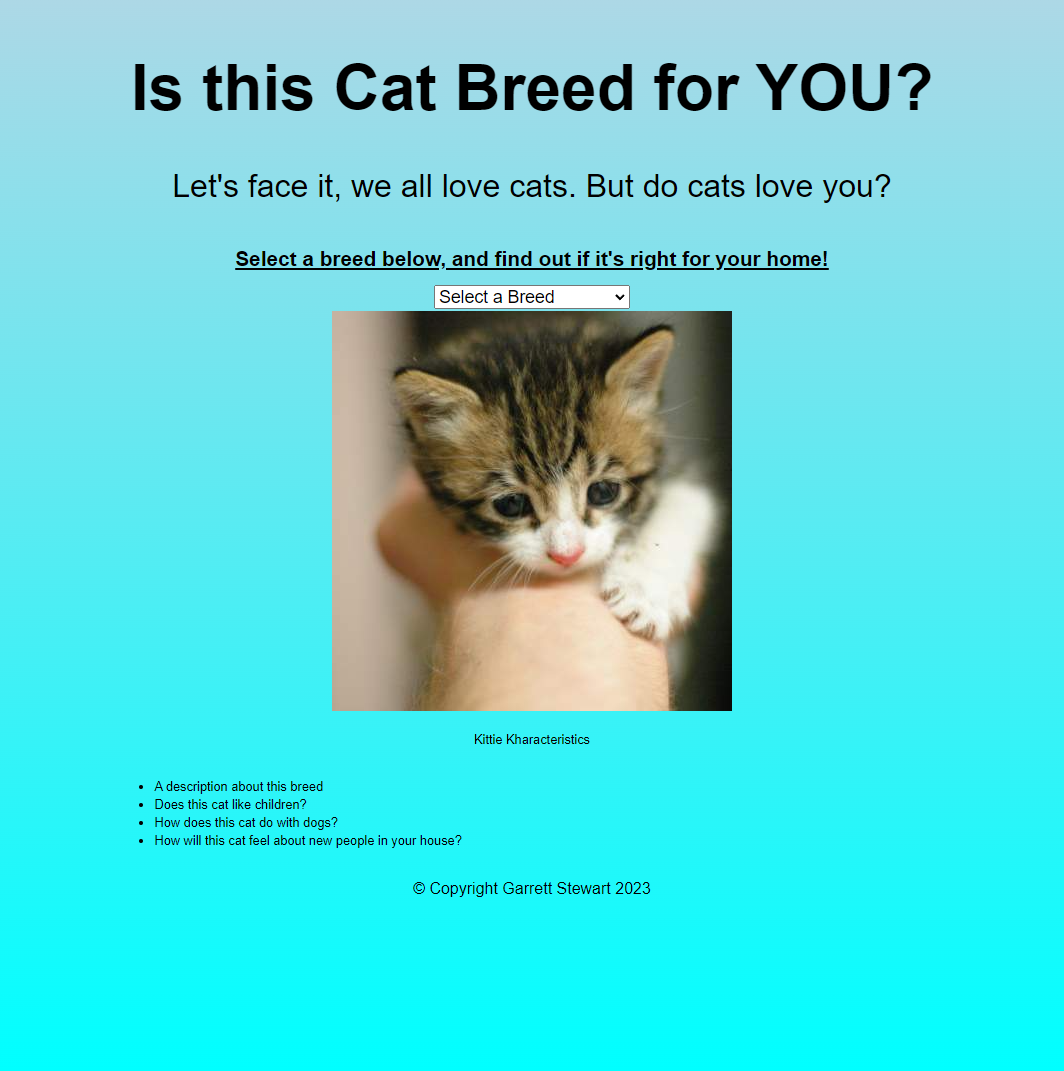 Is this Cat Breed for YOU?
Let's face it, we all love cats. But do cats love you?
Select a breed below, and find out if it's right for your home!
Select a Breed
Kittie Kharacteristics
• A description about this breed
• Does this cat like children?
• How does this cat do with dogs?
• How will this cat feel about new people in your house?
© Copyright Garrett Stewart 2023